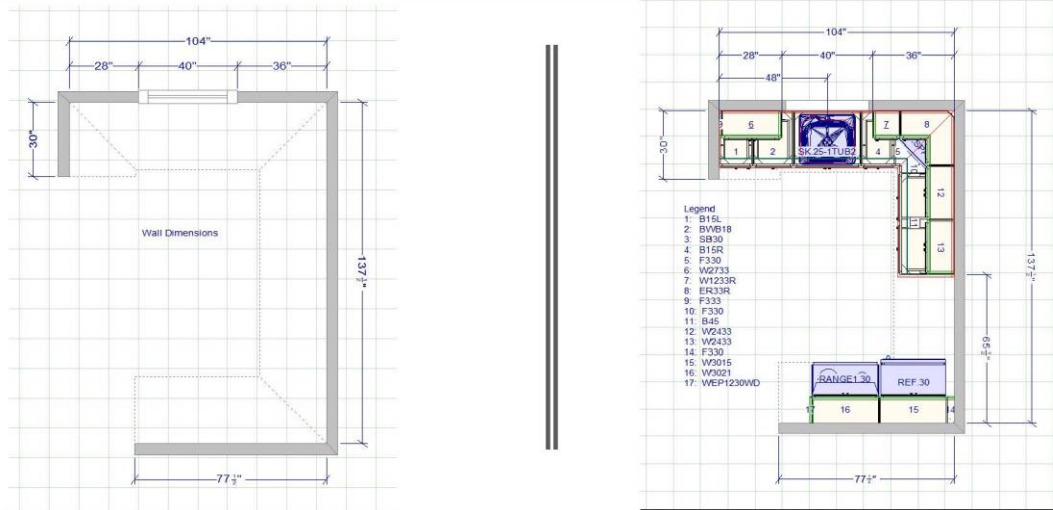 104"
28" 40" 36"
30"
Wall Dimensions
137½"
77½"
104"
28" 40" 36"
48"
30"
9 6 7 8
1 2 SK.25-1TUB2 4 5
10
12
11
13
137½"
65½"
Legend
1: B15L
2: BWB18
3: SB30
4: B15R
5: F330
6: W2733
7: W1233R
8: ER33R
9: F333
10: F330
11: B45
12: W2433
13: W2433
14: F330
15: W3015
16: W3021
17: WEP1230WD
RANGE1.30 REF.30
17 16 15 14
77½"